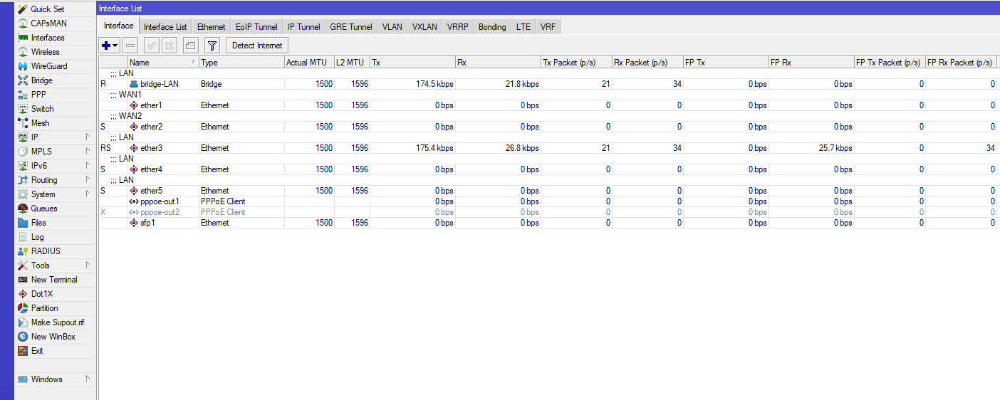 Interface List
Quick Set
CAPsMAN
Interfaces
Wireless
WireGuard
Bridge
PPP
Switch
Mesh
IP
MPLS
IPv6
Routing
System
Queues
Files
Log
RADIUS
Tools
New Terminal
Dot1X
Partition
Make Supout.rif
New WinBox
Exit
Windows
Interface Interface List Ethernet EoIP Tunnel IP Tunnel GRE Tunnel VLAN VXLAN VRRP Bonding LTE VRF
Detect Internet
Name / Type Actual MTU L2 MTU Tx Rx Tx Packet (p/s) Rx Packet (p/s) FP Tx FP Rx FP Tx Packet (p/s) FP Rx Packet (p/s)
;;; LAN
R bridge-LAN Bridge 1500 1596 174.5 kbps 21.8 kbps 21 34 0 bps 0 bps 0 0
;;; WAN1
ether1 Ethernet 1500 1596 0 bps 0 bps 0 0 0 bps 0 bps 0 0
;;; WAN2
S ether2 Ethernet 1500 1596 0 bps 0 bps 0 0 0 bps 0 bps 0 0
;;; LAN
RS ether3 Ethernet 1500 1596 175.4 kbps 26.8 kbps 21 34 0 bps 25.7 kbps 0 34
;;; LAN
S ether4 Ethernet 1500 1596 0 bps 0 bps 0 0 0 bps 0 bps 0 0
;;; LAN
S ether5 Ethernet 1500 1596 0 bps 0 bps 0 0 0 bps 0 bps 0 0
pppoe-out1 PPPoE Client 0 bps 0 bps 0 0 0 bps 0 bps 0 0
X pppoe-out2 PPPoE Client 0 bps 0 bps 0 0 0 bps 0 bps 0 0
sfp1 Ethernet 1500 1596 0 bps 0 bps 0 0 0 bps 0 bps 0 0